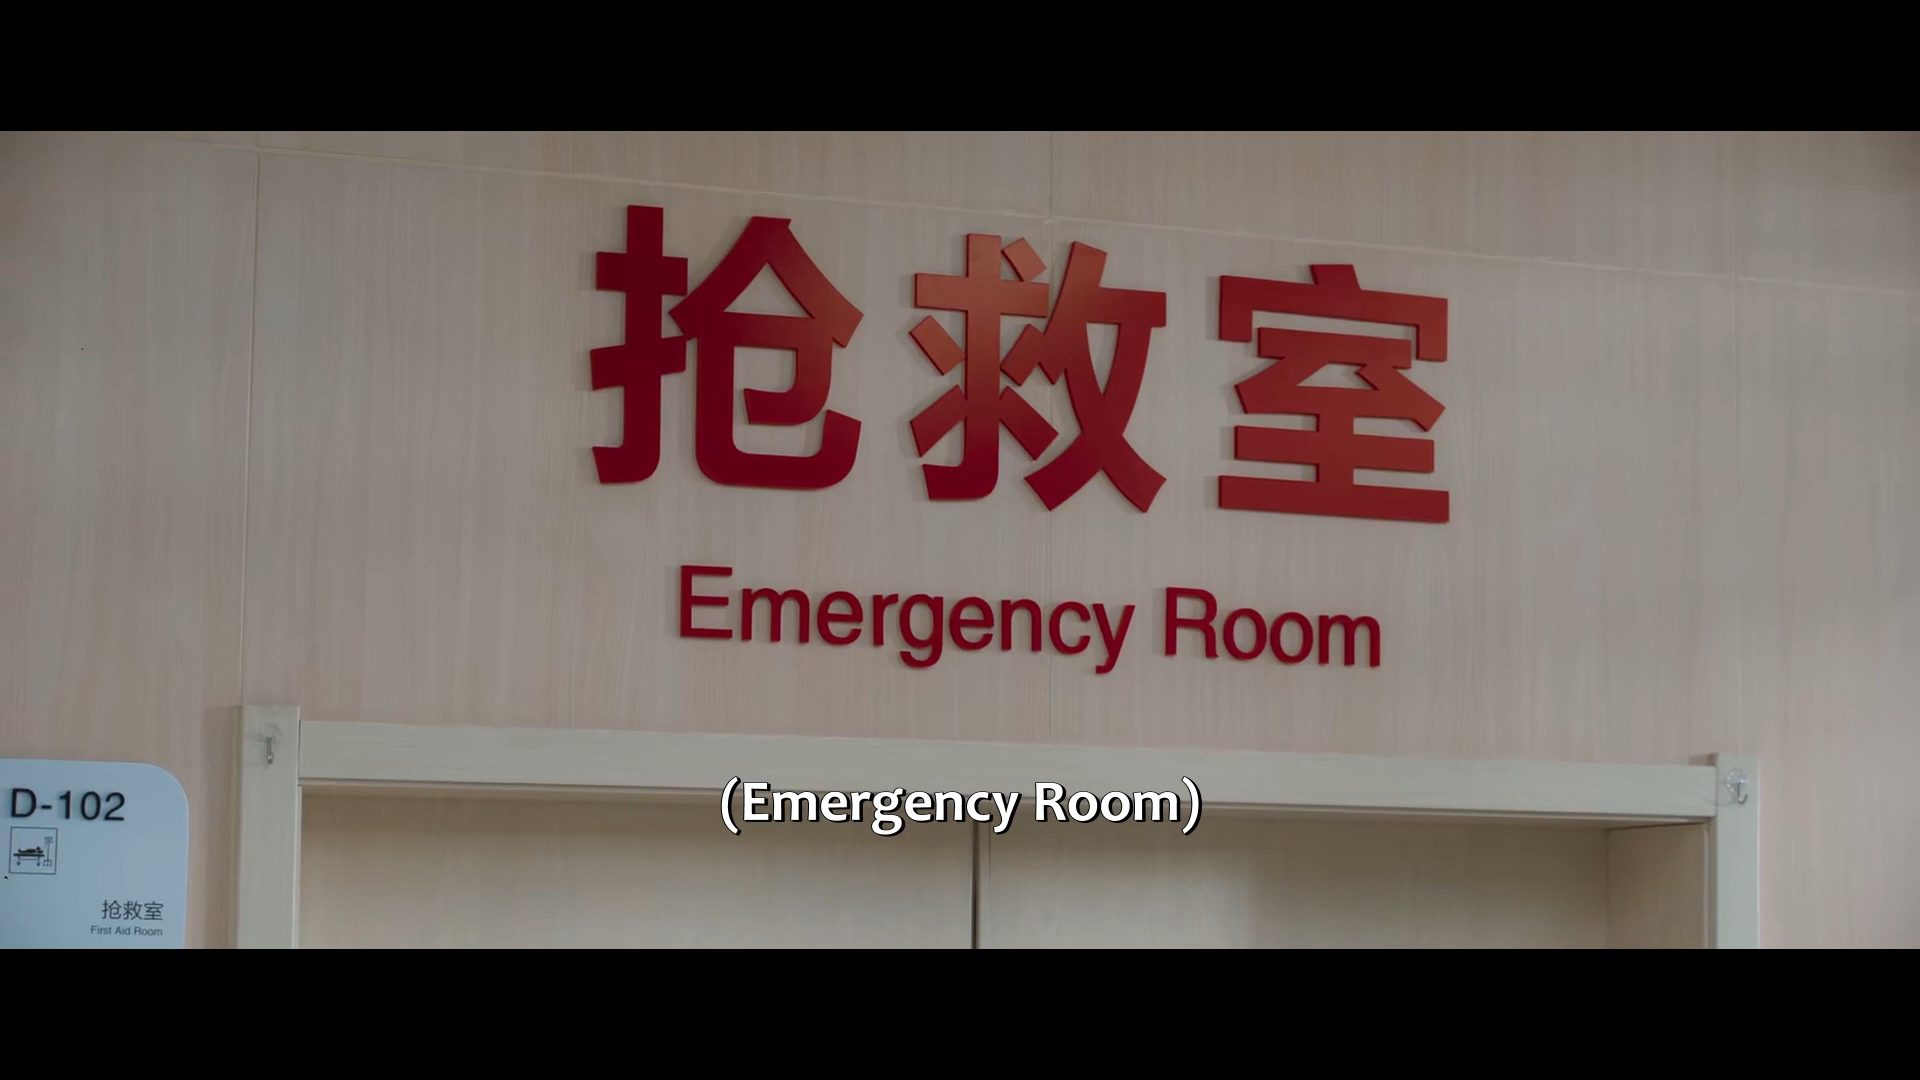 抢救室
Emergency Room
(Emergency Room)
D-102
抢救室
First Aid Room